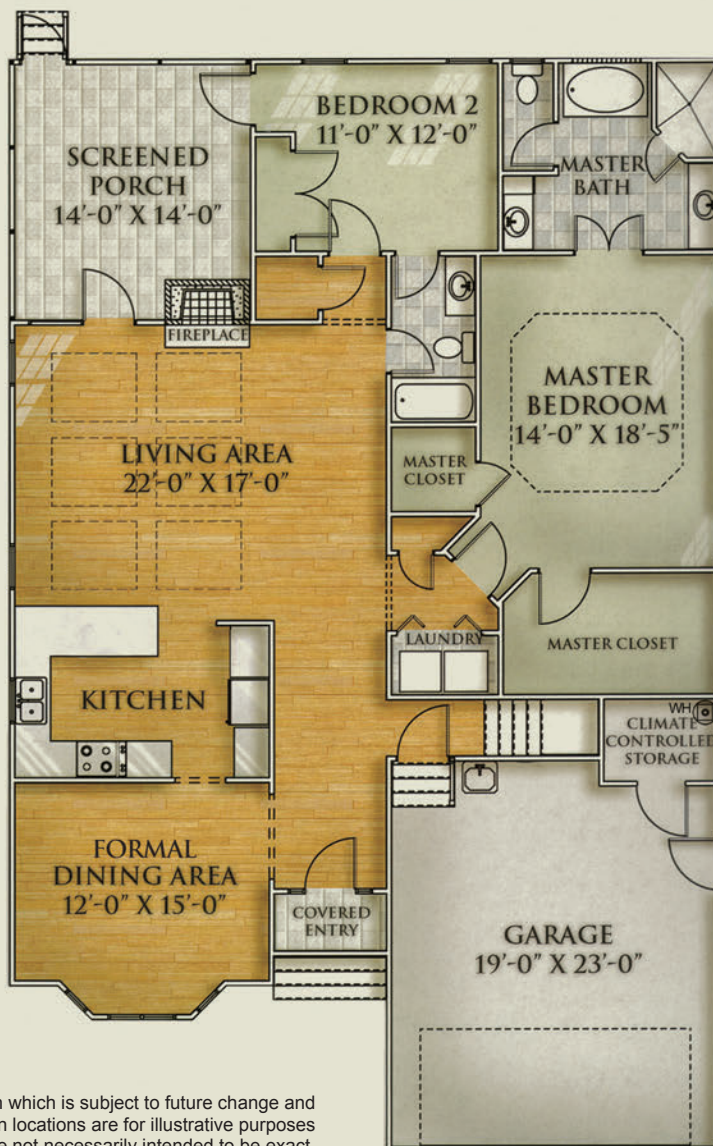 BEDROOM 2
11'-0” X 12'-0”
SCREENED
PORCH
14'-0” X 14'-0”
MASTER
BATH
FIREPLACE
MASTER
BEDROOM
14'-0” X 18'-5”
LIVING AREA
22'-0” X 17'-0”
MASTER
CLOSET
LAUNDRY
MASTER CLOSET
KITCHEN
WH
CLIMATE
CONTROLLED
STORAGE
FORMAL
DINING AREA
12'-0” X 15'-0”
COVERED
ENTRY
GARAGE
19'-0” X 23'-0”
which is subject to future change and
locations are for illustrative purposes
not necessarily intended to be exact.